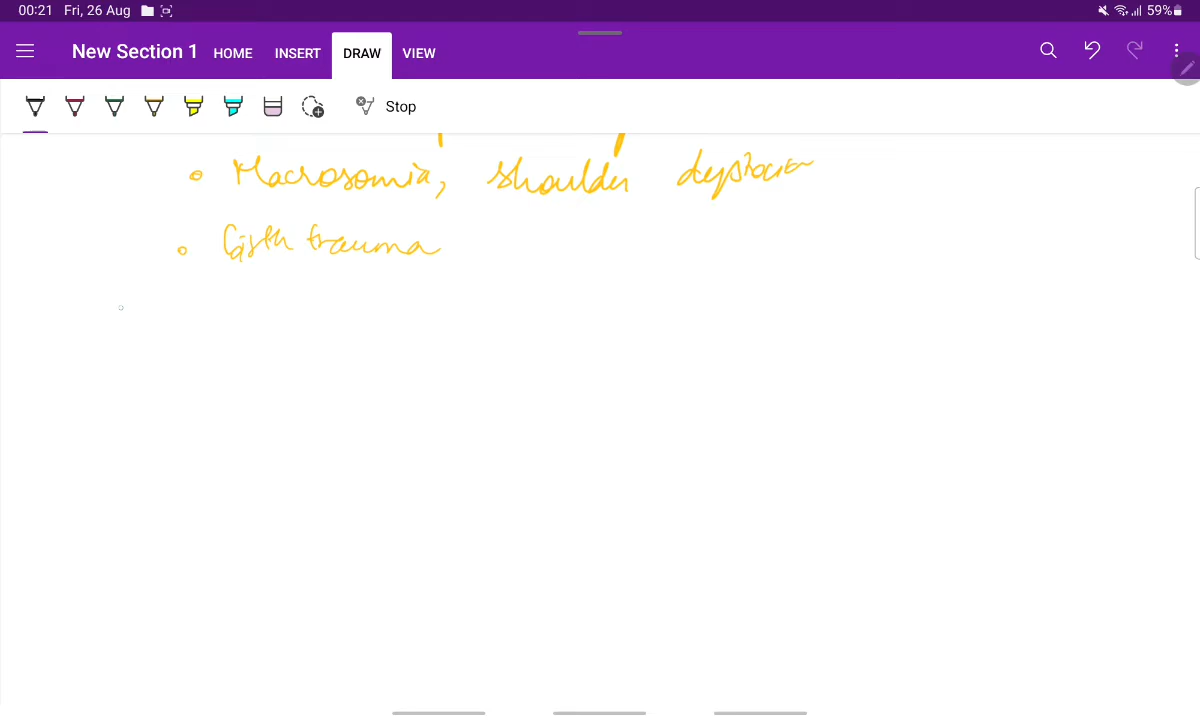 00:21 Fri, 26 Aug 59%
New Section 1 HOME INSERT DRAW VIEW
Stop
Macrosomia, shoulder dystocia
Birth trauma